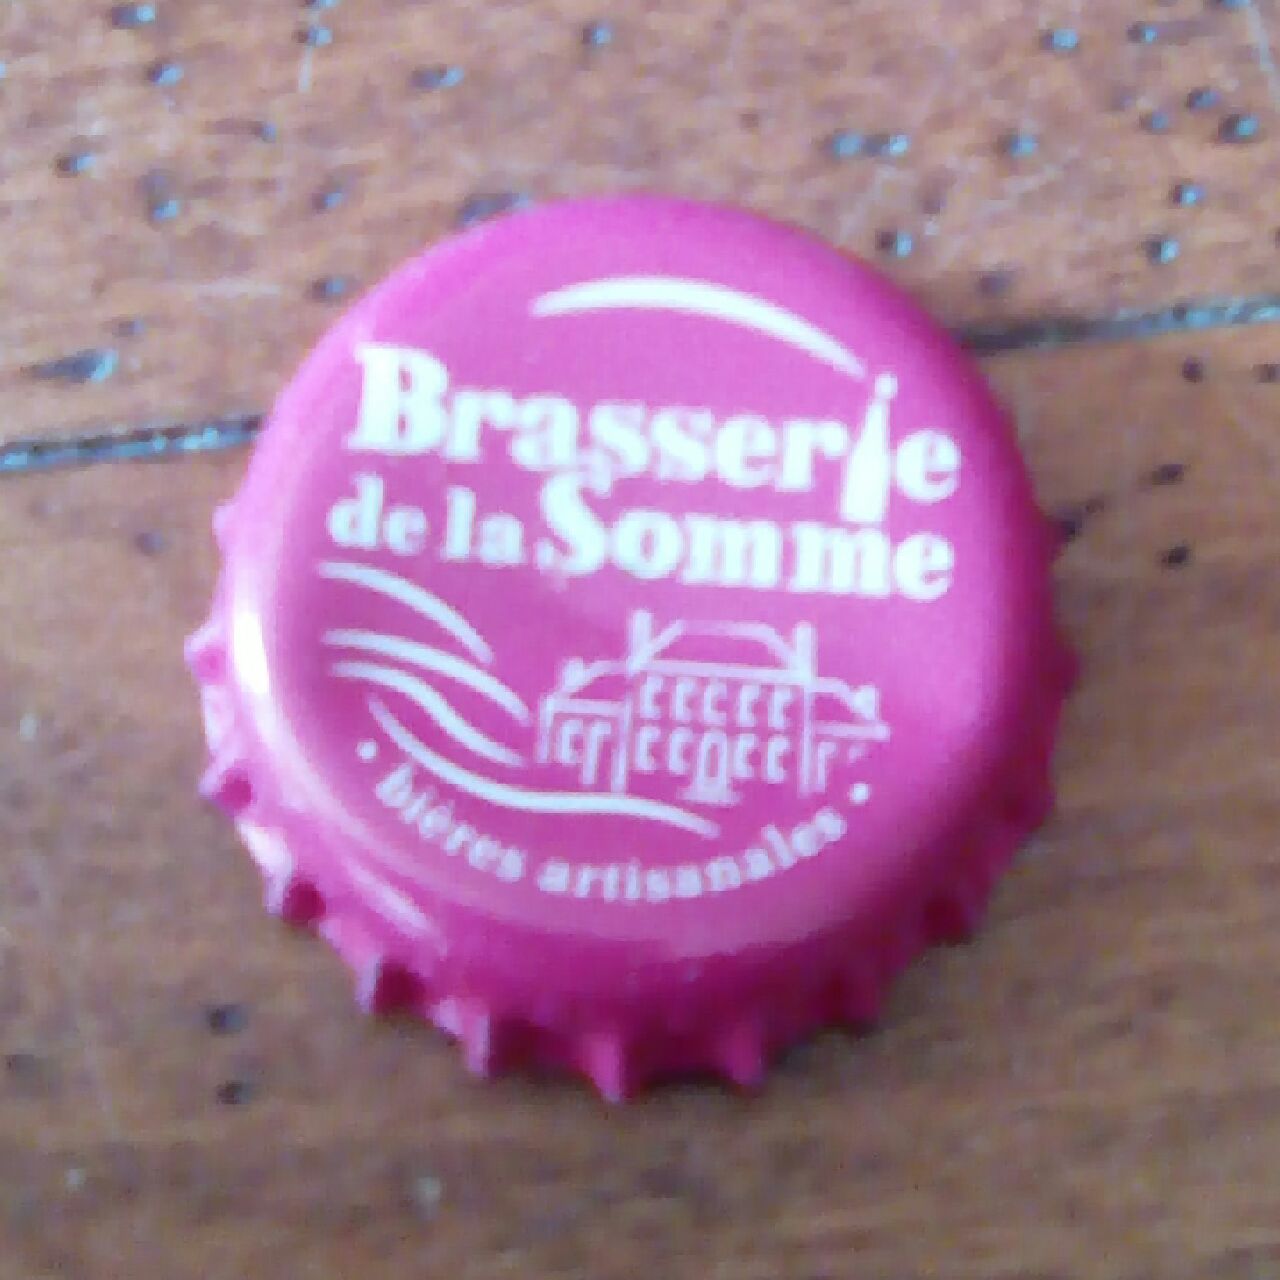 Brasserie
de la Somme
• bières artisanales •